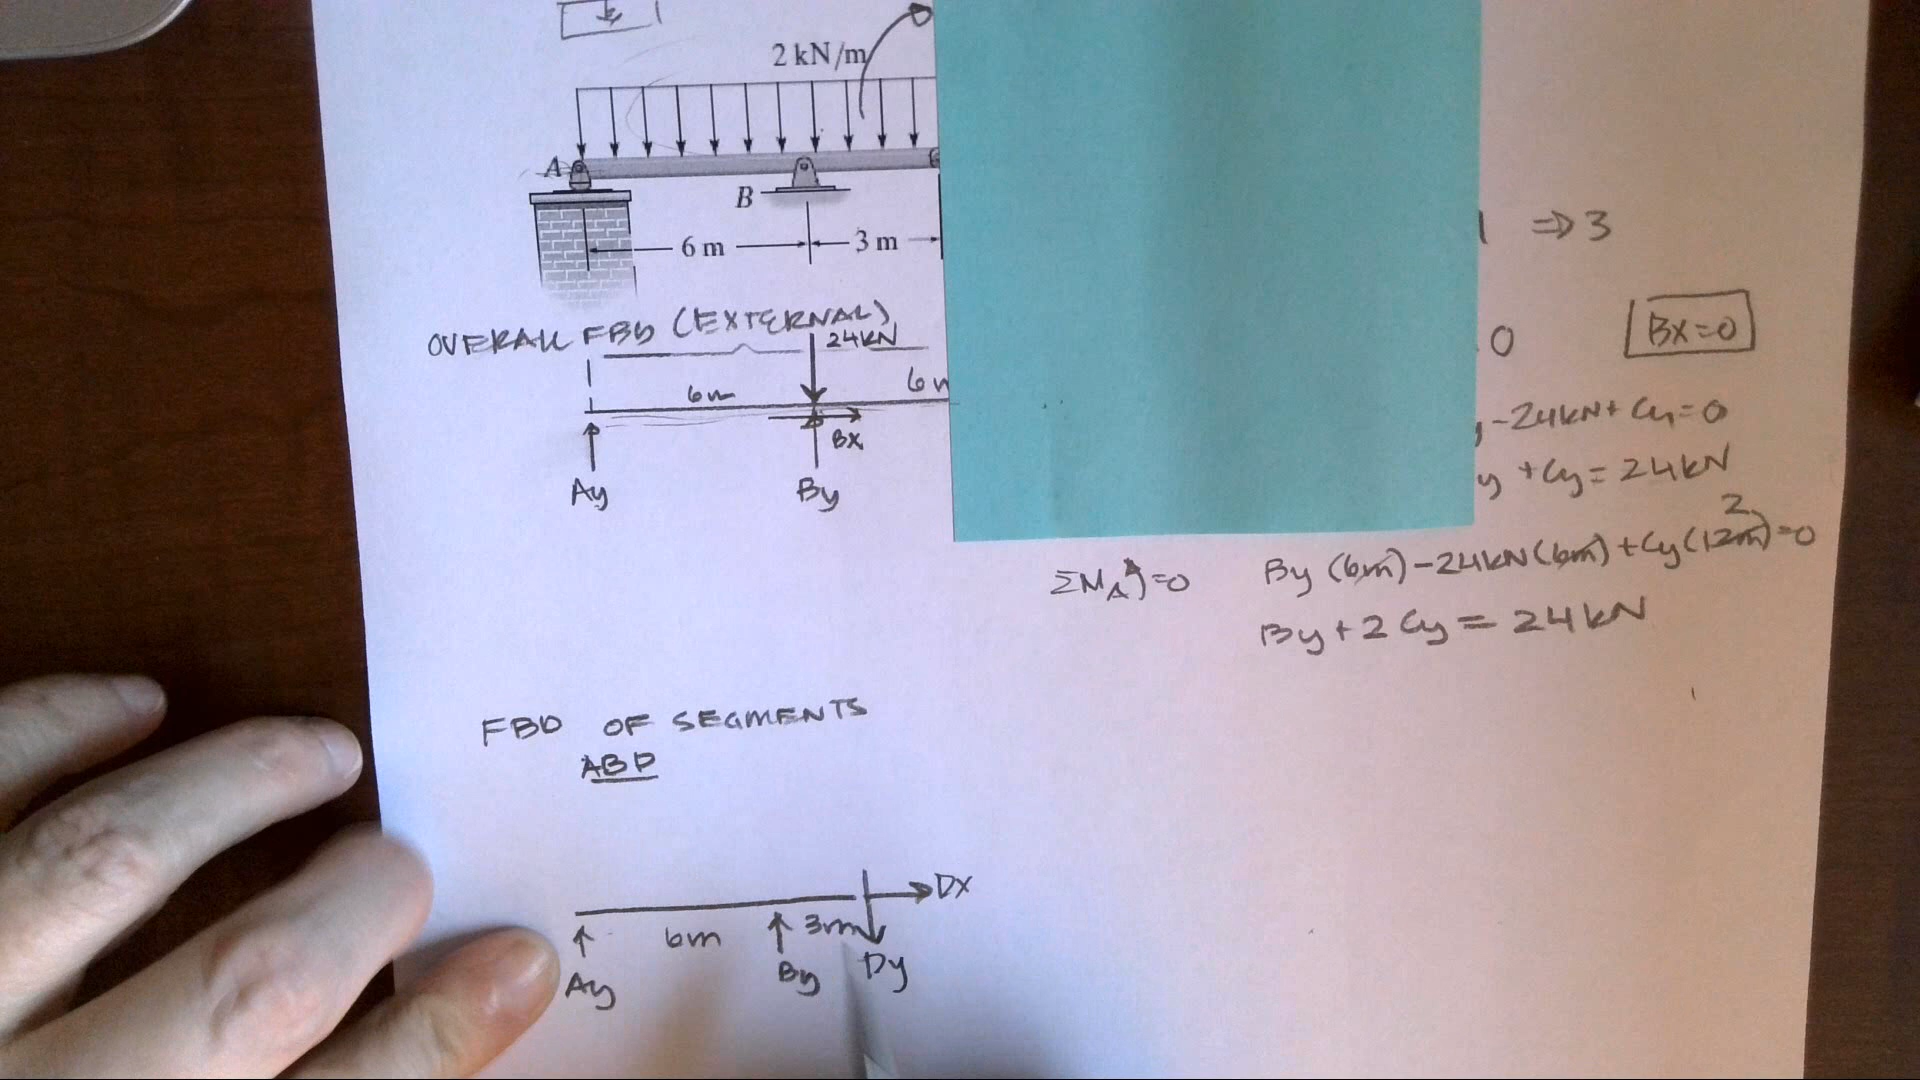 2 kN/m
A
B
6 m
3 m
⇒ 3
OVERALL FBD (EXTERNAL)
24KN
6m
6
Bx
Ay
By
0
Bx=0
-24KN+Cy=0
y+Cy=24KN
2
ΣMA=0 By(6m)-24KN(6m)+Cy(12m)=0
By+2Cy=24KN
FBD OF SEGMENTS
ABD
Dx
6m
3m
Ay
By
Dy